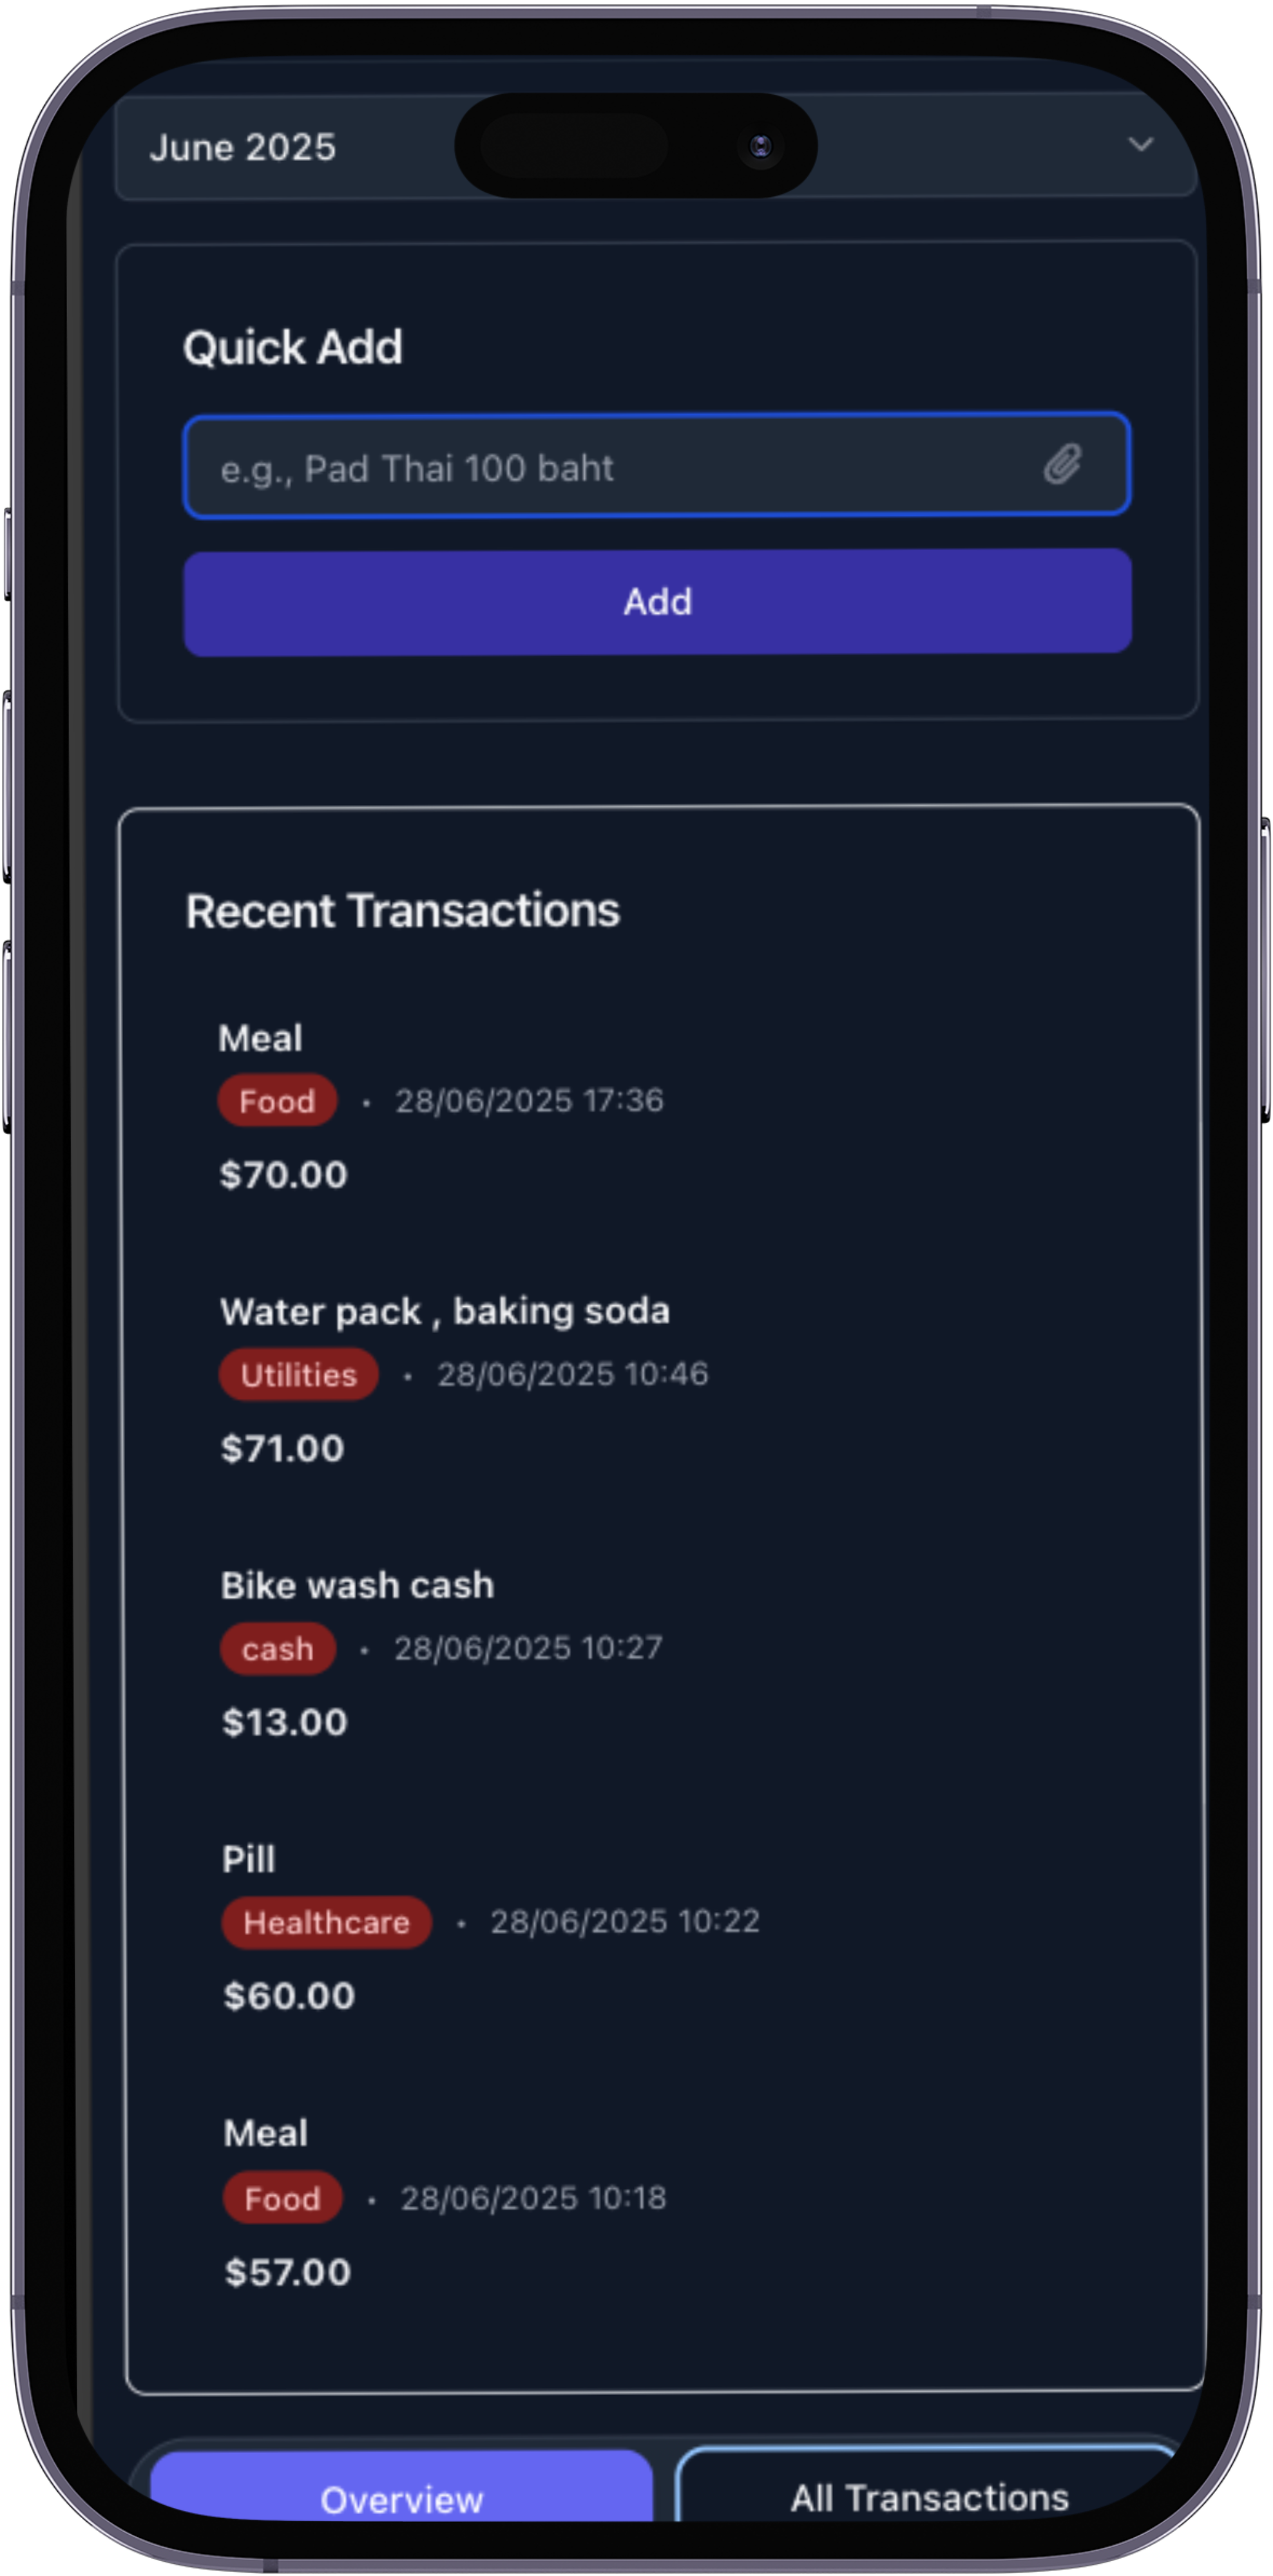 June 2025
Quick Add
e.g., Pad Thai 100 baht
Add
Recent Transactions
Meal
Food • 28/06/2025 17:36
$70.00
Water pack , baking soda
Utilities • 28/06/2025 10:46
$71.00
Bike wash cash
cash • 28/06/2025 10:27
$13.00
Pill
Healthcare • 28/06/2025 10:22
$60.00
Meal
Food • 28/06/2025 10:18
$57.00
Overview All Transactions